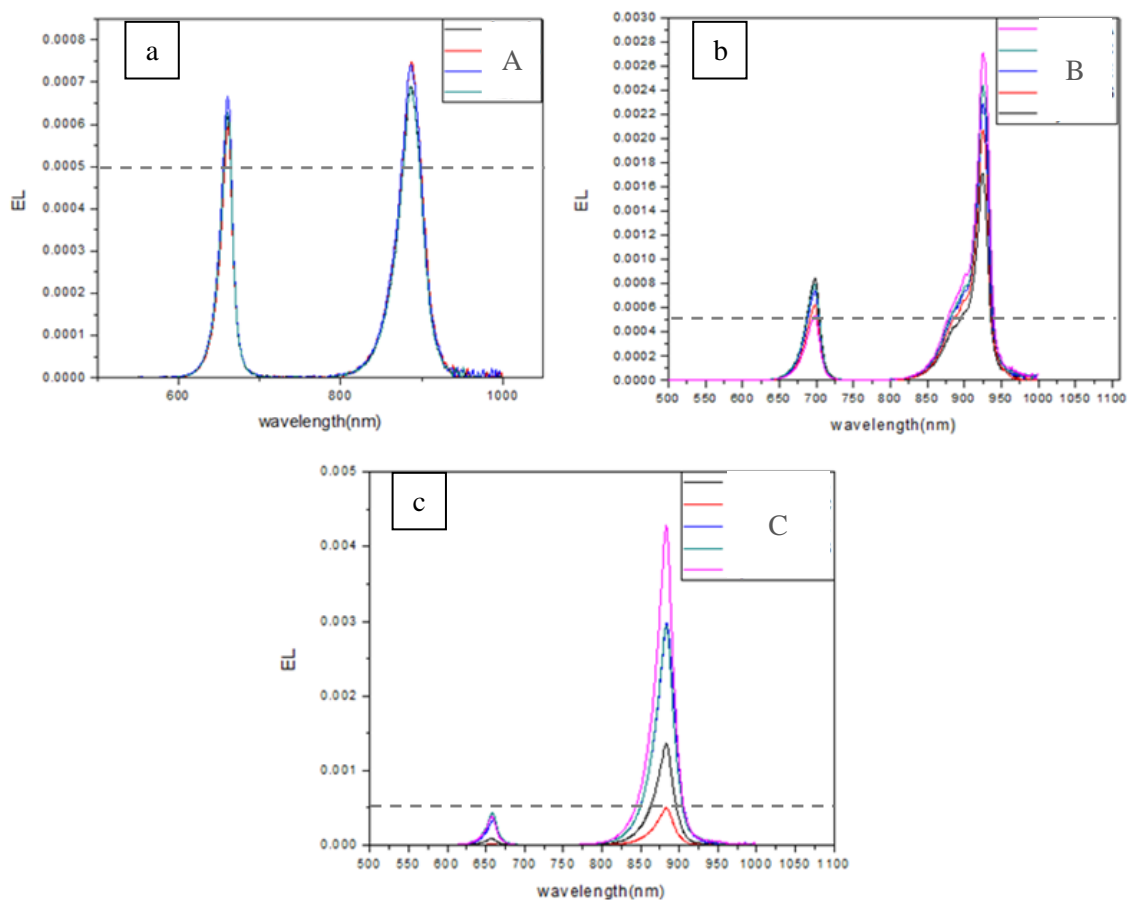 a
A
0.0008
0.0007
0.0006
0.0005
0.0004
0.0003
0.0002
0.0001
0.0000
EL
600
800
1000
wavelength(nm)
b
B
0.0030
0.0028
0.0026
0.0024
0.0022
0.0020
0.0018
0.0016
0.0014
0.0012
0.0010
0.0008
0.0006
0.0004
0.0002
0.0000
EL
500 550 600 650 700 750 800 850 900 950 1000 1050 1100
wavelength(nm)
c
C
0.005
0.004
0.003
0.002
0.001
0.000
EL
500 550 600 650 700 750 800 850 900 950 1000 1050 1100
wavelength(nm)